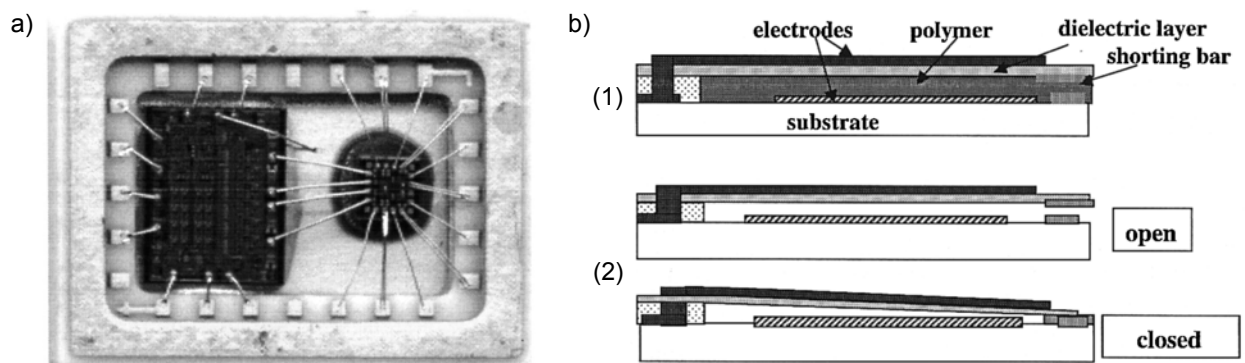 a)
b)
electrodes
polymer
dielectric layer
shorting bar
(1)
substrate
open
(2)
closed